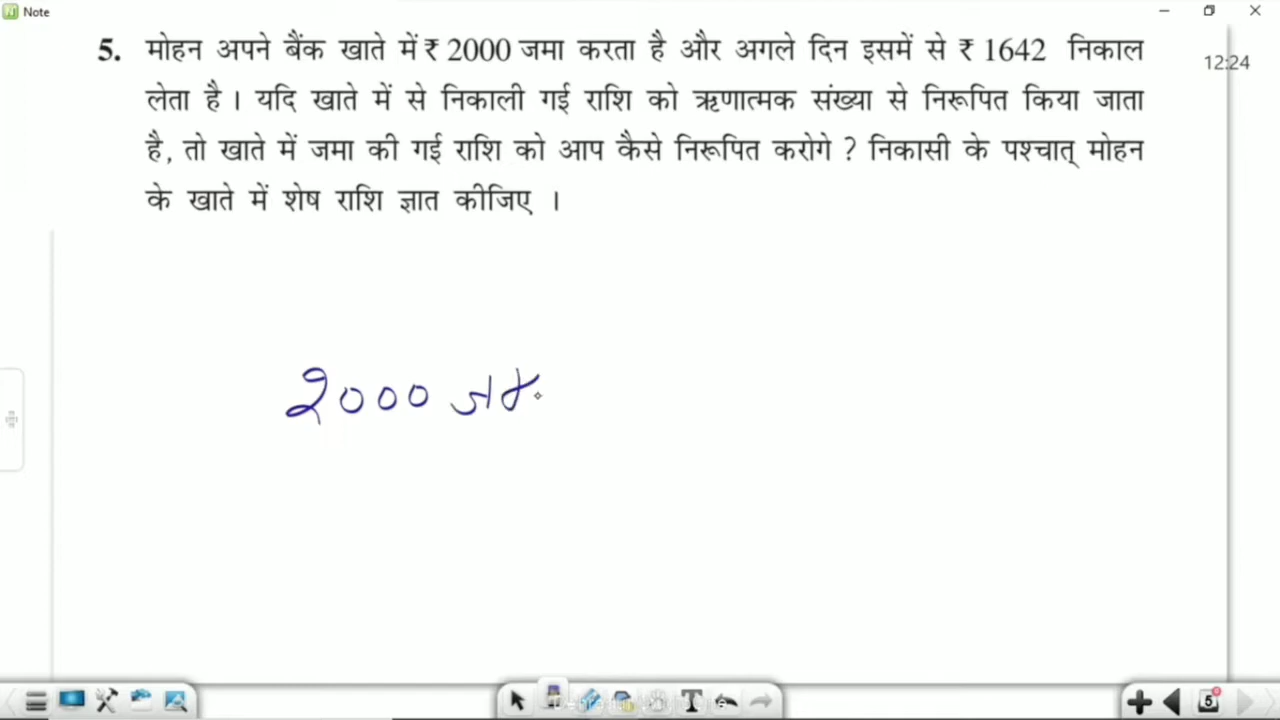 Note
5. मोहन अपने बैंक खाते में ₹ 2000 जमा करता है और अगले दिन इसमें से ₹ 1642 निकाल
12:24
लेता है । यदि खाते में से निकाली गई राशि को ऋणात्मक संख्या से निरूपित किया जाता
है, तो खाते में जमा की गई राशि को आप कैसे निरूपित करोगे ? निकासी के पश्चात् मोहन
के खाते में शेष राशि ज्ञात कीजिए ।
2000
T
5